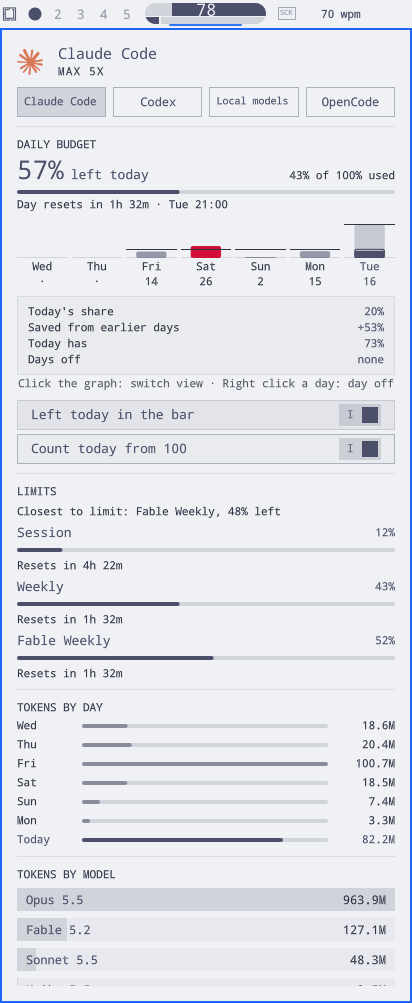 2 3 4 5 78 SCK 70 wpm
Claude Code
MAX 5X
Claude Code Codex Local models OpenCode
DAILY BUDGET
57% left today 43% of 100% used
Day resets in 1h 32m · Tue 21:00
Wed Thu Fri Sat Sun Mon Tue
· · 14 26 2 15 16
Today's share 20%
Saved from earlier days +53%
Today has 73%
Days off none
Click the graph: switch view · Right click a day: day off
Left today in the bar I
Count today from 100 I
LIMITS
Closest to limit: Fable Weekly, 48% left
Session 12%
Resets in 4h 22m
Weekly 43%
Resets in 1h 32m
Fable Weekly 52%
Resets in 1h 32m
TOKENS BY DAY
Wed 18.6M
Thu 20.4M
Fri 100.7M
Sat 18.5M
Sun 7.4M
Mon 3.3M
Today 82.2M
TOKENS BY MODEL
Opus 5.5 963.9M
Fable 5.2 127.1M
Sonnet 5.5 48.3M